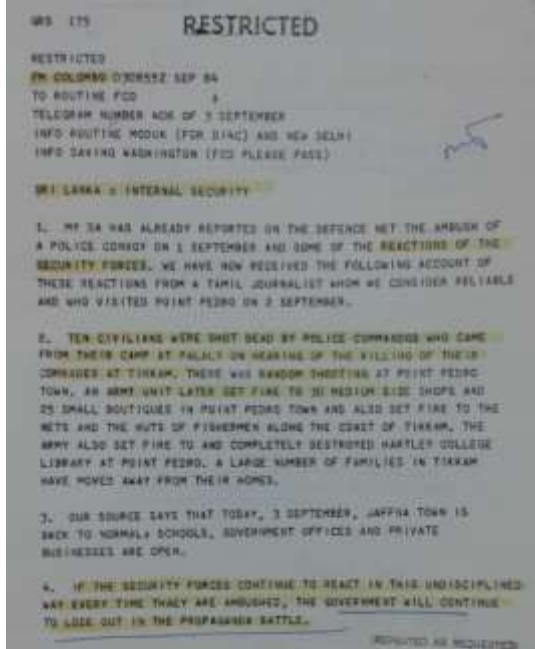 GRS 175
RESTRICTED
RESTRICTED
FM COLOMBO 030855Z SEP 84
TO ROUTINE FCO
TELEGRAM NUMBER 406 OF 3 SEPTEMBER
INFO ROUTINE MODUK (FOR DIAC) AND NEW DELHI
INFO SAVING WASHINGTON (FCO PLEASE PASS)
SRI LANKA : INTERNAL SECURITY
1. MY DA HAS ALREADY REPORTED ON THE DEFENCE NET THE AMBUSH OF
A POLICE CONVOY ON 1 SEPTEMBER AND SOME OF THE REACTIONS OF THE
SECURITY FORCES. WE HAVE NOW RECEIVED THE FOLLOWING ACCOUNT OF
THESE REACTIONS FROM A TAMIL JOURNALIST WHOM WE CONSIDER RELIABLE
AND WHO VISITED POINT PEDRO ON 2 SEPTEMBER.
2. TEN CIVILIANS WERE SHOT DEAD BY POLICE COMMANDOS WHO CAME
FROM THEIR CAMP AT PALALY ON HEARING OF THE KILLING OF THEIR
COMRADES AT TIKKAM. THERE WAS RANDOM SHOOTING AT POINT PEDRO
TOWN. AN ARMY UNIT LATER SET FIRE TO 30 MEDIUM SIZE SHOPS AND
25 SMALL BOUTIQUES IN POINT PEDRO TOWN AND ALSO SET FIRE TO THE
NETS AND THE HUTS OF FISHERMEN ALONG THE COAST OF TIKKAM. THE
ARMY ALSO SET FIRE TO AND COMPLETELY DESTROYED HARTLEY COLLEGE
LIBRARY AT POINT PEDRO. A LARGE NUMBER OF FAMILIES IN TIKKAM
HAVE MOVED AWAY FROM THEIR HOMES.
3. OUR SOURCE SAYS THAT TODAY, 3 SEPTEMBER, JAFFNA TOWN IS
BACK TO NORMAL: SCHOOLS, GOVERNMENT OFFICES AND PRIVATE
BUSINESSES ARE OPEN.
4. IF THE SECURITY FORCES CONTINUE TO REACT IN THIS UNDISCIPLINED
WAY EVERY TIME THAEY ARE AMBUSHED, THE GOVERNMENT WILL CONTINUE
TO LOSE OUT IN THE PROPAGANDA BATTLE.
(REPEATED AS REQUESTED)